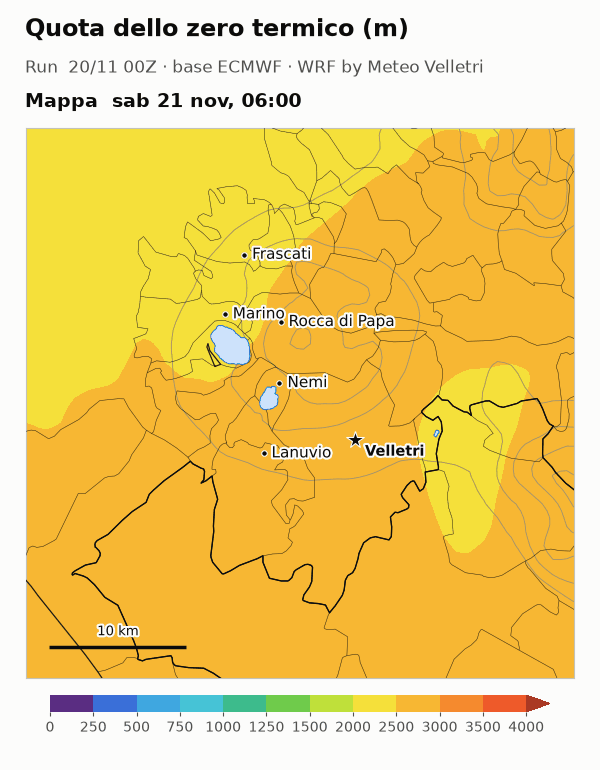 Quota dello zero termico (m)
Run  20/11 00Z · base ECMWF · WRF by Meteo Velletri
Mappa  sab 21 nov, 06:00
Frascati
Marino
Rocca di Papa
Nemi
Velletri
Lanuvio
10 km
0 250 500 750 1000 1250 1500 2000 2500 3000 3500 4000